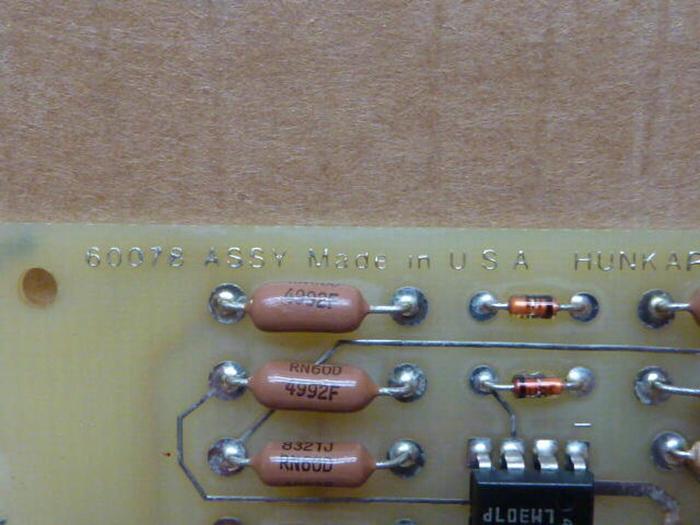 60078 ASSY Made in U S A HUNKAR
4992F
RN60D
4992F
8321J
RN60D
LM307P